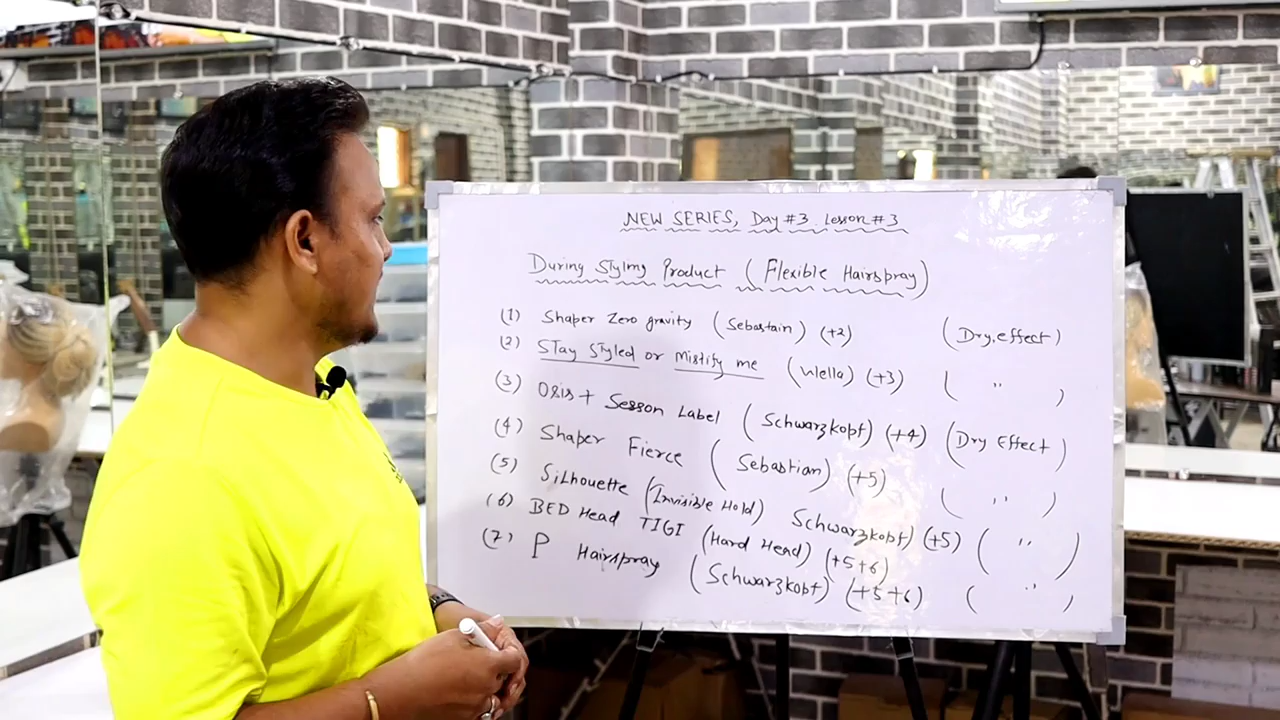 NEW SERIES, Day #3 Lesson #3
During Styling Product (Flexible Hairspray)
(1) Shaper Zero gravity (Sebastain) (+2) (Dry, effect)
(2) Stay Styled or Mistify me (Wella) (+3) ( " )
(3) Osis + Sesson Label (Schwarzkopf) (+4) (Dry Effect)
(4) Shaper Fierce (Sebastian) (+5) ( " )
(5) Silhouette (Invisible Hold) Schwarzkopf) (+5) ( " )
(6) BED Head TIGI (Hard Head) (+5+6)
(7) P Hairspray (Schwarzkopf) (+5+6) ( " )